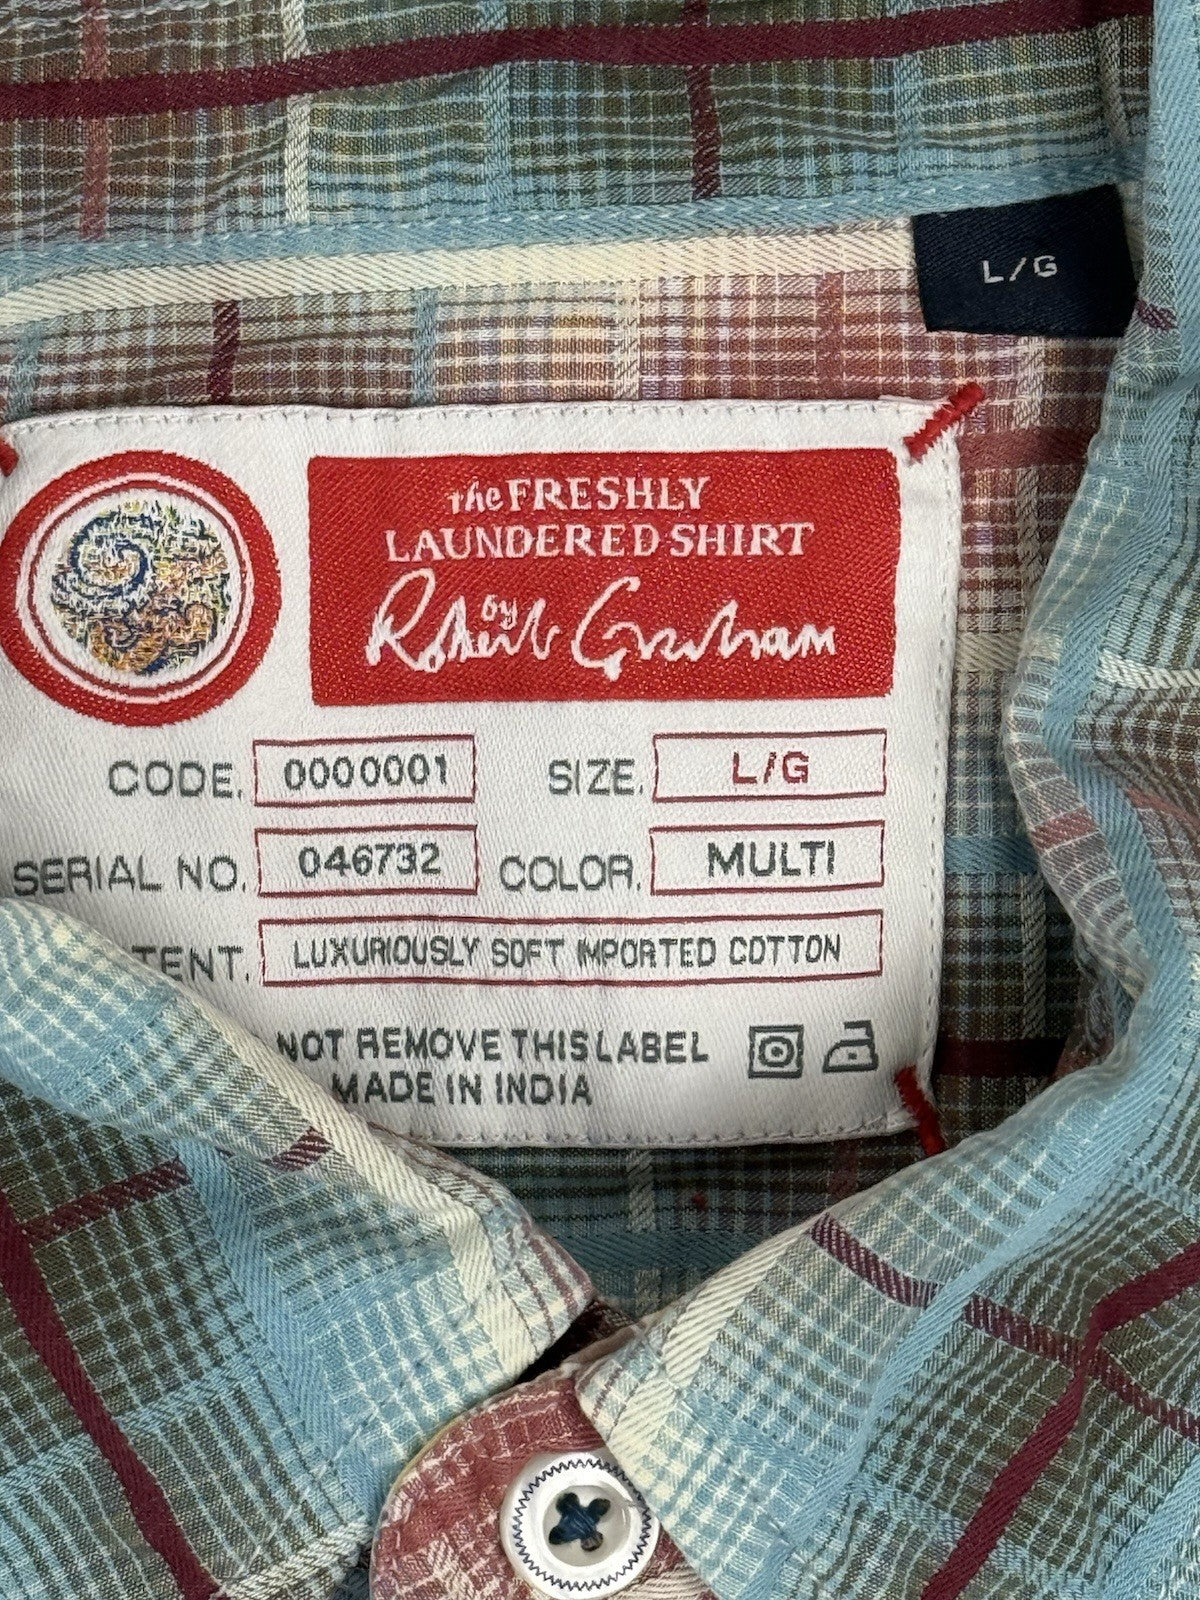 L/G
the FRESHLY
LAUNDERED SHIRT
by
Robert Graham
CODE. 0000001 SIZE. L/G
SERIAL NO. 046732 COLOR. MULTI
TENT. LUXURIOUSLY SOFT IMPORTED COTTON
NOT REMOVE THIS LABEL
MADE IN INDIA